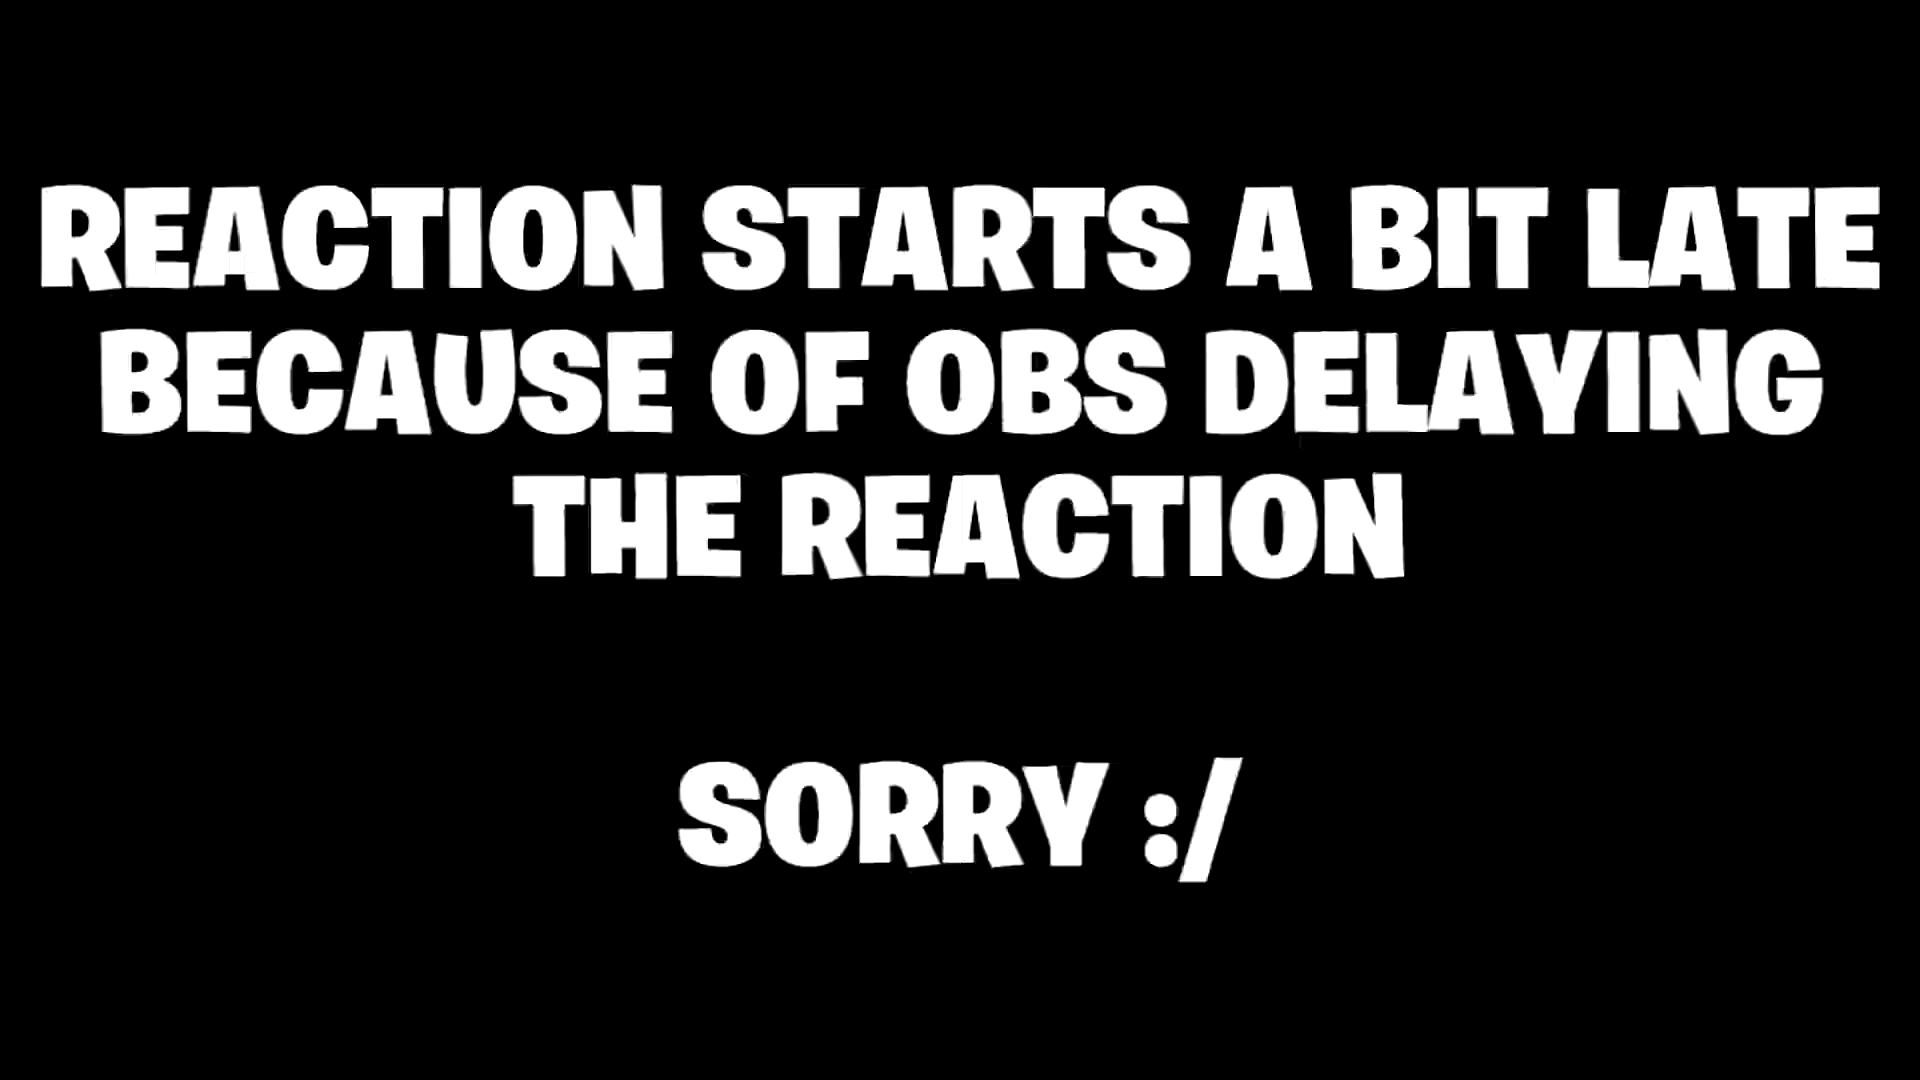 REACTION STARTS A BIT LATE
BECAUSE OF OBS DELAYING
THE REACTION
SORRY :/